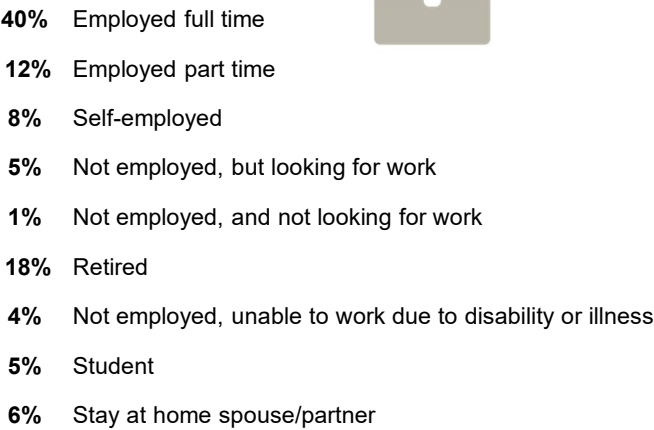 40% Employed full time
12% Employed part time
8% Self-employed
5% Not employed, but looking for work
1% Not employed, and not looking for work
18% Retired
4% Not employed, unable to work due to disability or illness
5% Student
6% Stay at home spouse/partner